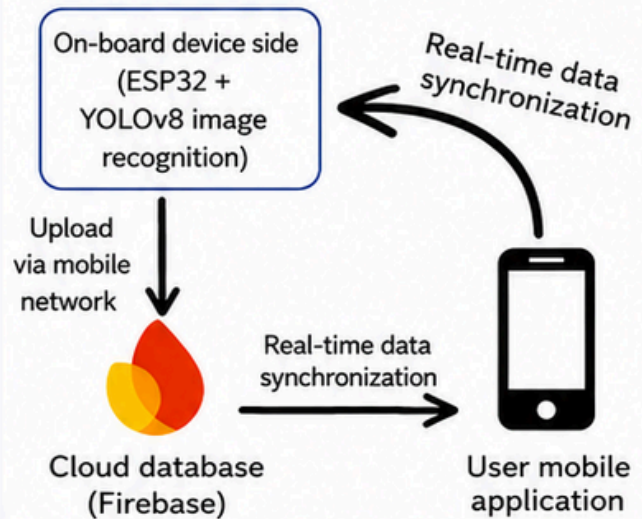 On-board device side
(ESP32 +
YOLOv8 image
recognition)
Real-time data
synchronization
Upload
via mobile
network
Real-time data
synchronization
Cloud database
(Firebase)
User mobile
application